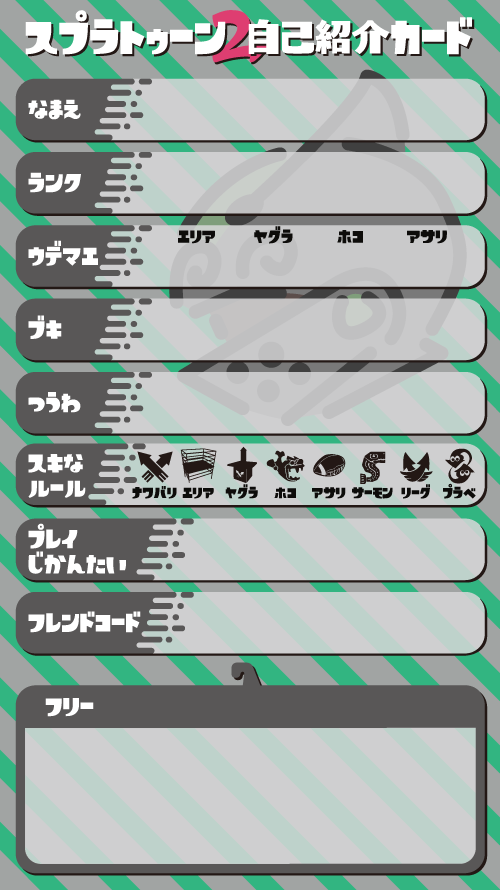 スプラトゥーン2自己紹介カード
なまえ
ランク
ウデマエ
エリア ヤグラ ホコ アサリ
ブキ
つうわ
スキな
ルール
ナワバリ エリア ヤグラ ホコ アサリ サーモン リーグ プラベ
プレイ
じかんたい
フレンドコード
フリー